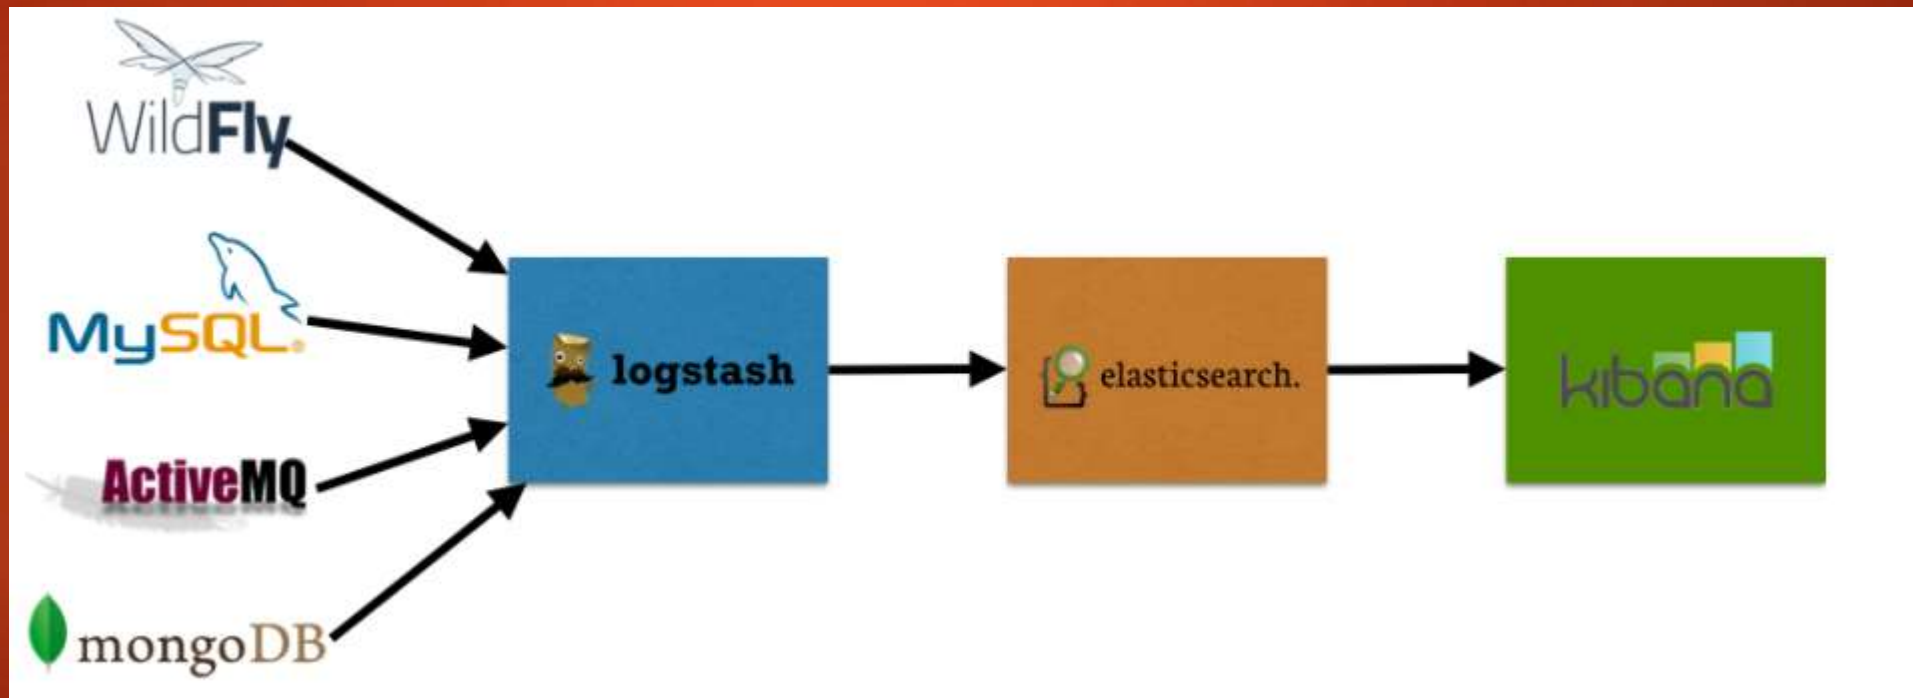 WildFly
MySQL®
ActiveMQ
mongoDB
logstash
elasticsearch.
kibana